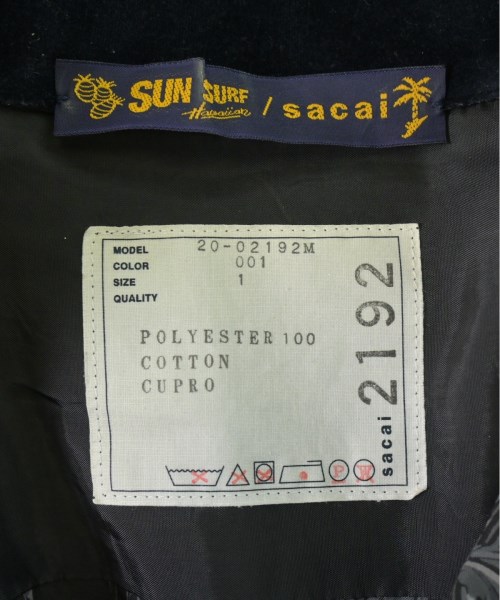 SUN SURF Hawaiian / sacai
MODEL 20-02192M
COLOR 001
SIZE 1
QUALITY
POLYESTER 100
COTTON
CUPRO
sacai 2192
P W